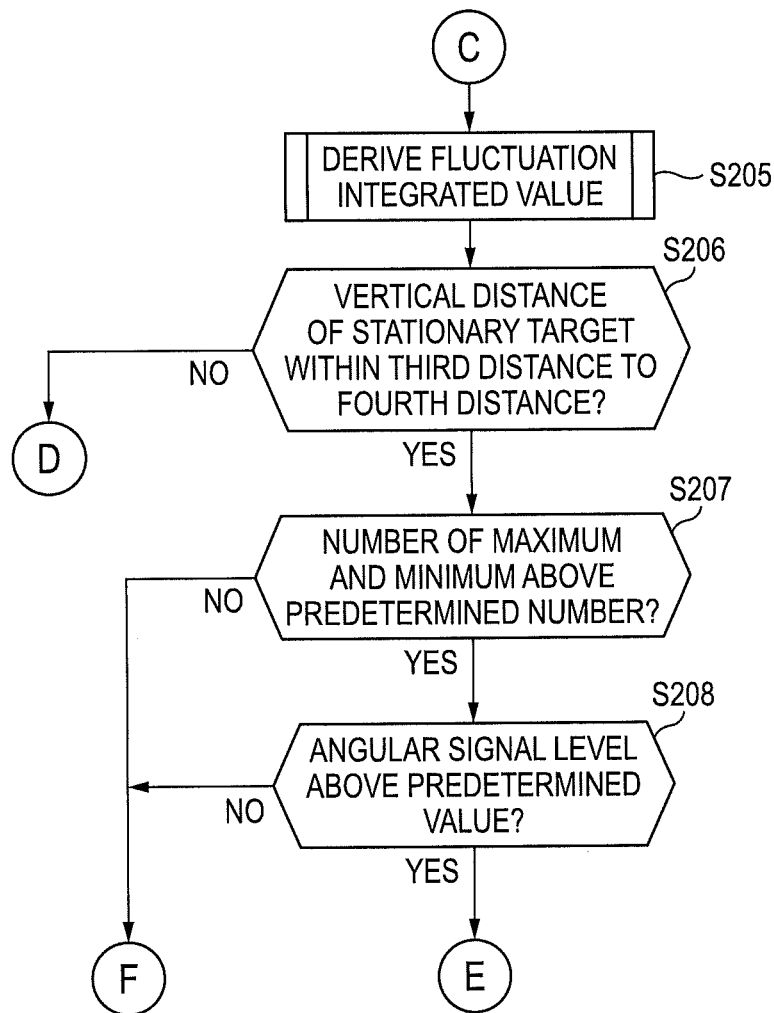 C
DERIVE FLUCTUATION
INTEGRATED VALUE
S205
S206
VERTICAL DISTANCE
OF STATIONARY TARGET
WITHIN THIRD DISTANCE TO
FOURTH DISTANCE?
NO
D
YES
S207
NUMBER OF MAXIMUM
AND MINIMUM ABOVE
PREDETERMINED NUMBER?
NO
YES
S208
ANGULAR SIGNAL LEVEL
ABOVE PREDETERMINED
VALUE?
NO
YES
F
E